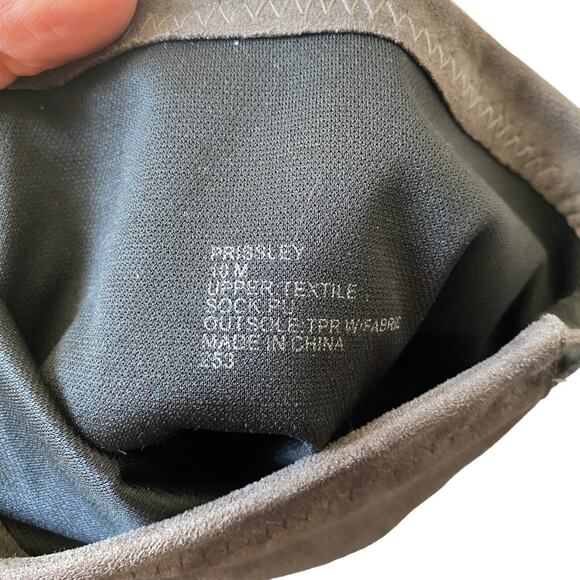 PRISSLEY
10 M
UPPER TEXTILE
SOCK PU
OUTSOLE TPR W/FABRIC
MADE IN CHINA
253